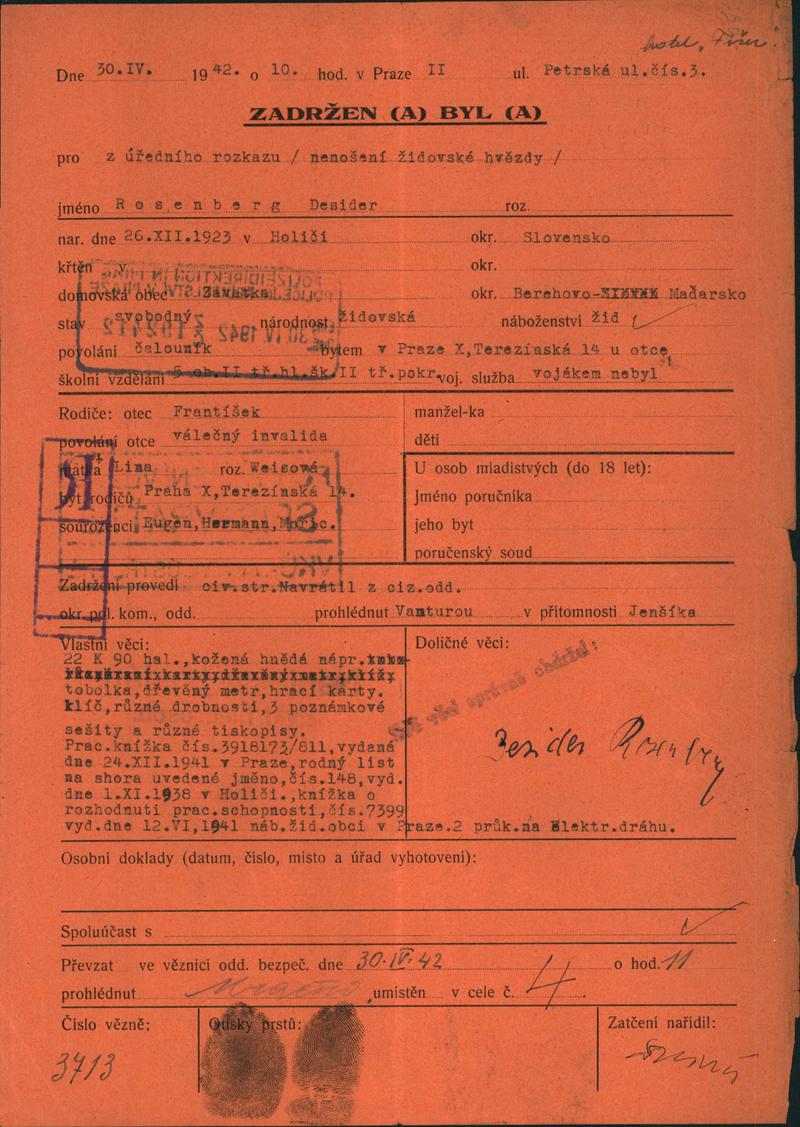 hotel „Fišer"
Dne 30.IV. 1942. o 10. hod. v Praze II ul. Petrská ul.čís.3.
ZADRŽEN (A) BYL (A)
pro z úředního rozkazu / nenošení židovské hvězdy /
jméno Rosenberg Desider roz.
nar. dne 26.XII.1923 v Holiči okr. Slovensko
křtěn v okr.
domovská obec Závatka okr. Berehovo- Maďarsko
stav svobodný národnost židovská náboženství žid
povolání čalouník bytem v Praze X,Terezínská 14 u otce
školní vzdělání 5 ob.II tř.hl.šk/II tř.pokr. voj. služba vojákem nebyl
Rodiče: otec František manžel-ka
povolání otce válečný invalida děti
matka Lina roz. Weisová U osob mladistvých (do 18 let):
byt rodičů Praha X,Terezínská 14. Jméno poručníka
sourozenci Eugen,Hermann,Moric. jeho byt
poručenský soud
Zadržení provedl civ.str.Navrátil z ciz.odd.
okr. pol. kom., odd. prohlédnut Vanturou v přítomnosti Jenšíka
Vlastní věci: Doličné věci:
22 K 90 hal.,kožená hnědá nápr.
tobolka,dřevěný metr,hrací karty.
klíč,různé drobnosti,3 poznámkové
sešity a různé tiskopisy.
Prac.knížka čís.3918173/811,vydaná
dne 24.XII.1941 v Praze,rodný list
na shora uvedené jméno,čís.148,vyd.
dne 1.XI.1938 v Holiči.,knížka o
rozhodnuti prac.schopnosti,čís.7399
vyd.dne 12.VI,1941 náb.žid.obci v Praze.2 průk.na Elektr.dráhu.
své věci správně obdržel:
Desider Rosenberg
Osobní doklady (datum, číslo, místo a úřad vyhotovení):
Spoluúčast s
Převzat ve věznici odd. bezpeč. dne 30.IV.42 o hod. 11
prohlédnut umístěn v cele č. 4
Číslo vězně: Otisky prstů: Zatčení nařídil:
3713